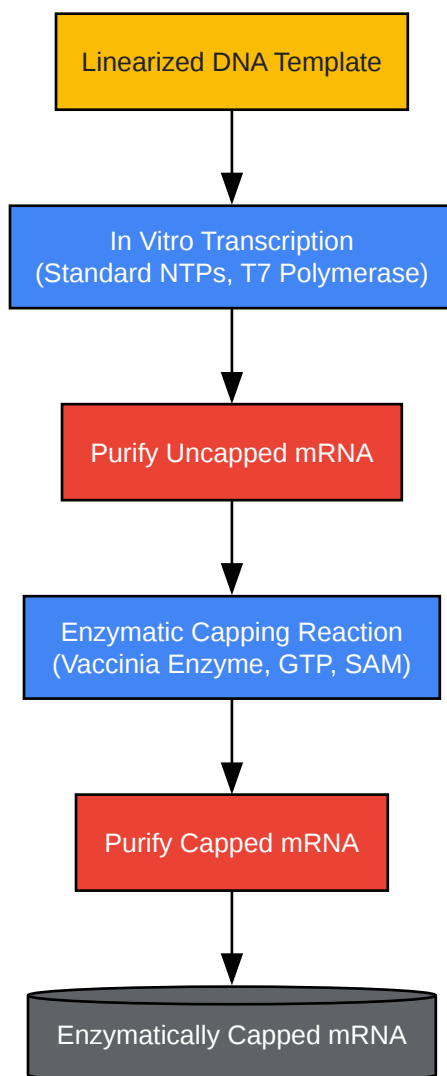 Linearized DNA Template
In Vitro Transcription
(Standard NTPs, T7 Polymerase)
Purify Uncapped mRNA
Enzymatic Capping Reaction
(Vaccinia Enzyme, GTP, SAM)
Purify Capped mRNA
Enzymatically Capped mRNA